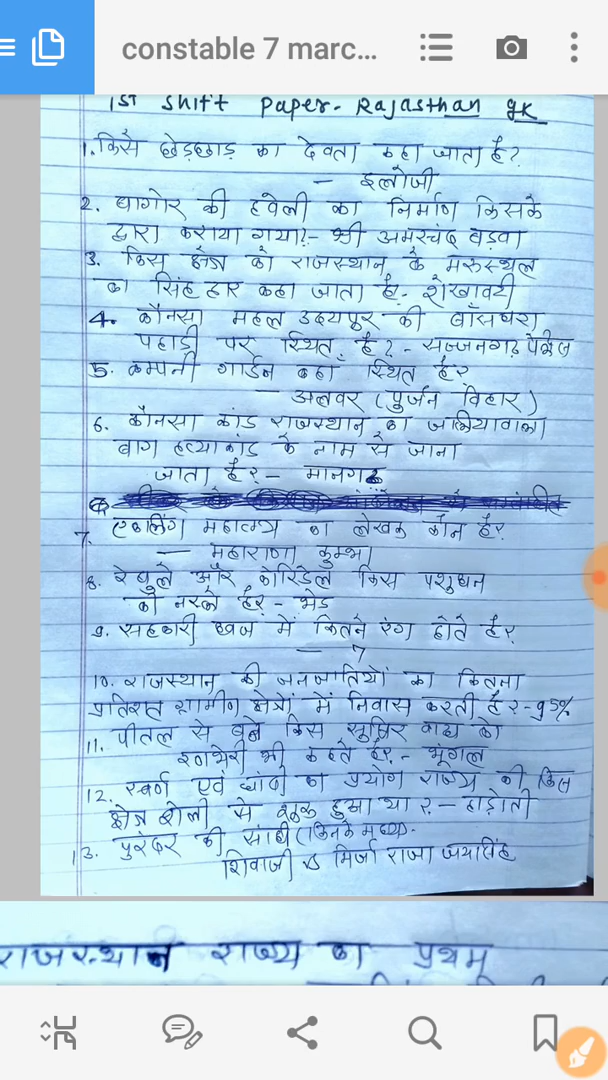 constable 7 marc...
1st Shift Paper- Rajasthan gk
1. किसे छेड़छाड़ का देवता कहा जाता है?
— इलोजी
2. बागोर की हवेली का निर्माण किसके
द्वारा कराया गया?- श्री अमरचंद बड़वा
3. किस क्षेत्र को राजस्थान के मरुस्थल
का सिंहद्वार कहा जाता है- शेखावटी
4. कौनसा महल उदयपुर की बाँसधरा
पहाडी पर स्थित है? - सज्जनगढ़ पैलेस
5. कम्पनी गार्डन कहाँ स्थित है?
— अलवर (पुर्जन विहार)
6. कौनसा कांड राजस्थान का जलियावाला
बाग हत्याकांड के नाम से जाना
जाता है? - मानगढ़
7. एकलिंग महात्मय का लेखक कौन है?
— महाराणा कुम्भा
8. रेबुले और कोरिडेल किस पशुधन
की नस्ले है? - भेड़
9. सहकारी ध्वज में कितने रंग होते है?
— 7
10. राजस्थान की जनजातियों का कितना
प्रतिशत ग्रामीण क्षेत्रों में निवास करती है? - 95%
11. पीतल से बने किस सुषिर वाद्य को
रणभेरी भी कहते है- भूंगल
12. स्वर्ण एवं चांदी का प्रयोग राज्य की किस
क्षेत्र शैली से शुरू हुआ था? - हाड़ोती
13. पुरंदर की संधी (किनके मध्य)-
शिवाजी व मिर्जा राजा जयसिंह
राजस्थान राज्य का प्रथम